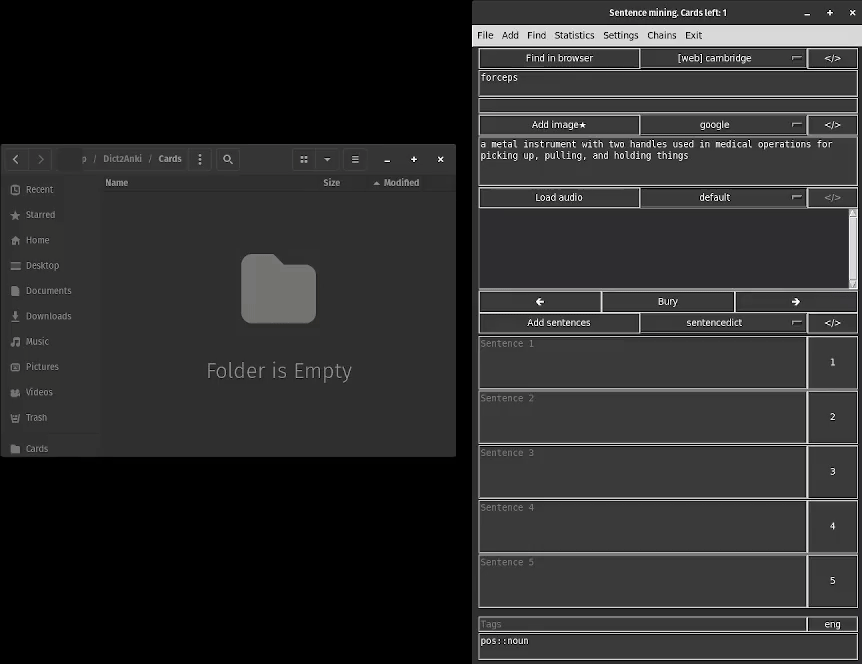 Dict2Anki / Cards
Name Size Modified
Recent
Starred
Home
Desktop
Documents
Downloads
Music
Pictures
Videos
Trash
Cards
Folder is Empty
Sentence mining. Cards left: 1
File Add Find Statistics Settings Chains Exit
Find in browser [web] cambridge </>
forceps
Add image★ google </>
a metal instrument with two handles used in medical operations for
picking up, pulling, and holding things
Load audio default </>
← Bury →
Add sentences sentencedict </>
Sentence 1 1
Sentence 2 2
Sentence 3 3
Sentence 4 4
Sentence 5 5
Tags eng
pos::noun